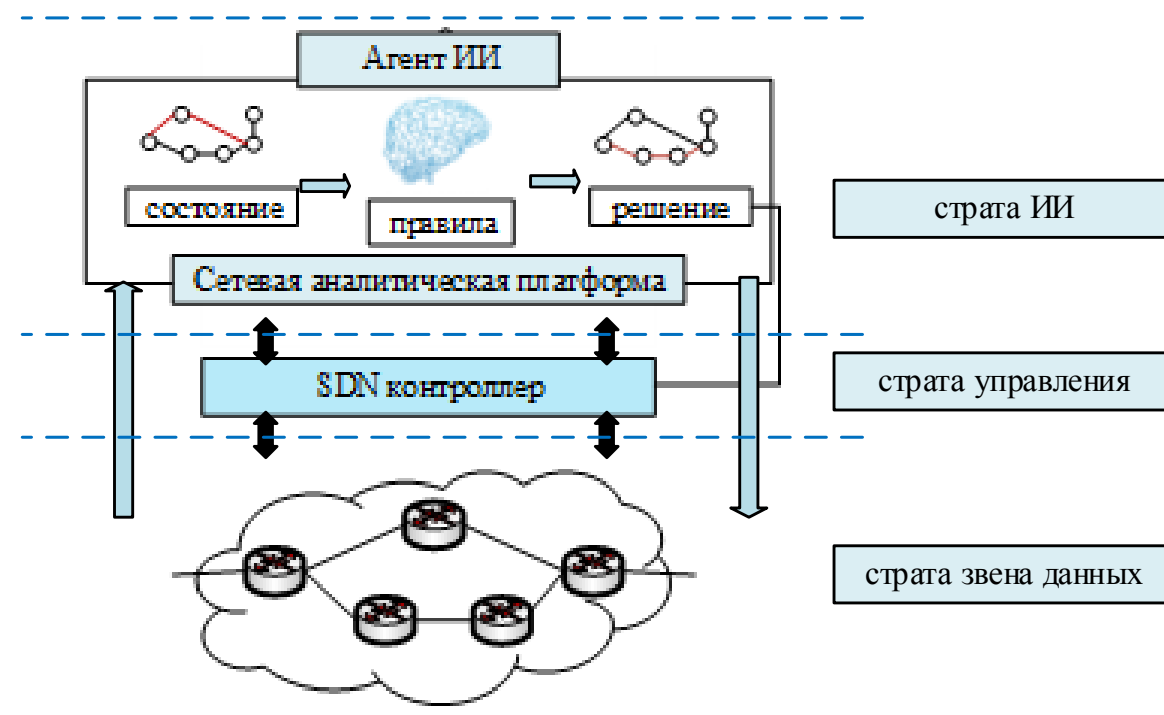 Агент ИИ
состояние
правила
решение
страта ИИ
Сетевая аналитическая платформа
SDN контроллер
страта управления
страта звена данных